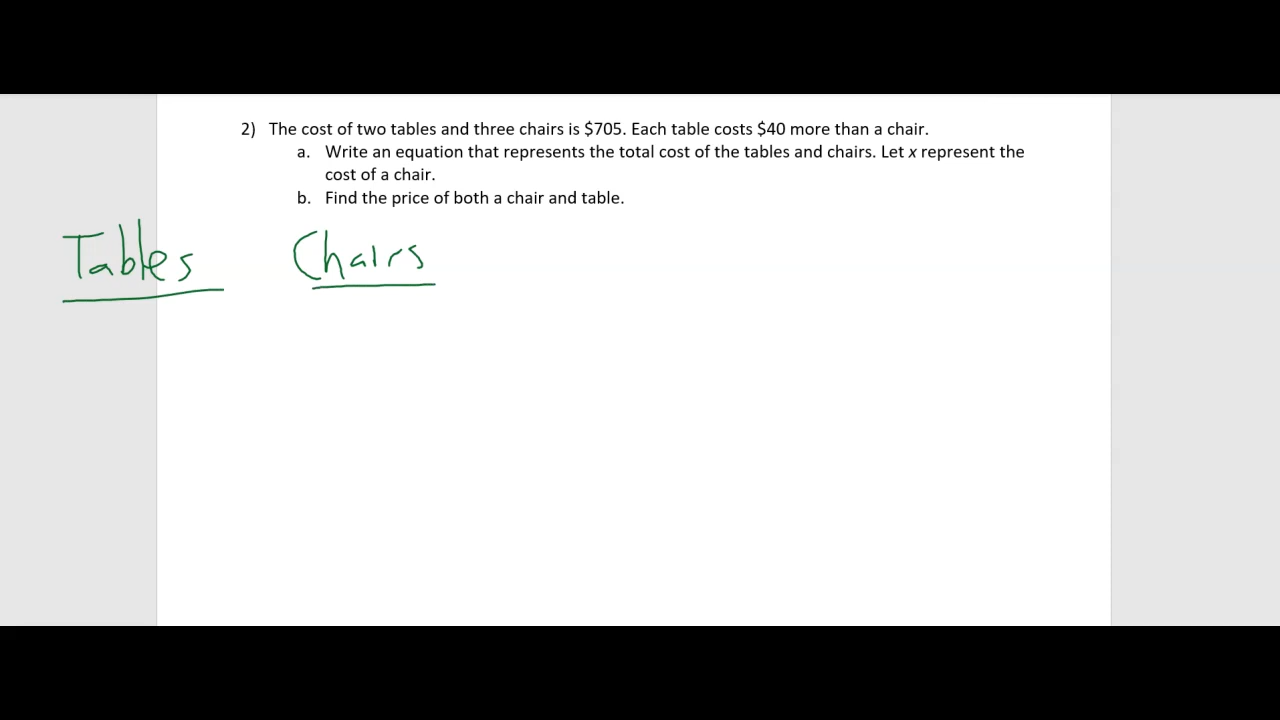 2) The cost of two tables and three chairs is $705. Each table costs $40 more than a chair.
a. Write an equation that represents the total cost of the tables and chairs. Let x represent the
cost of a chair.
b. Find the price of both a chair and table.
Tables Chairs